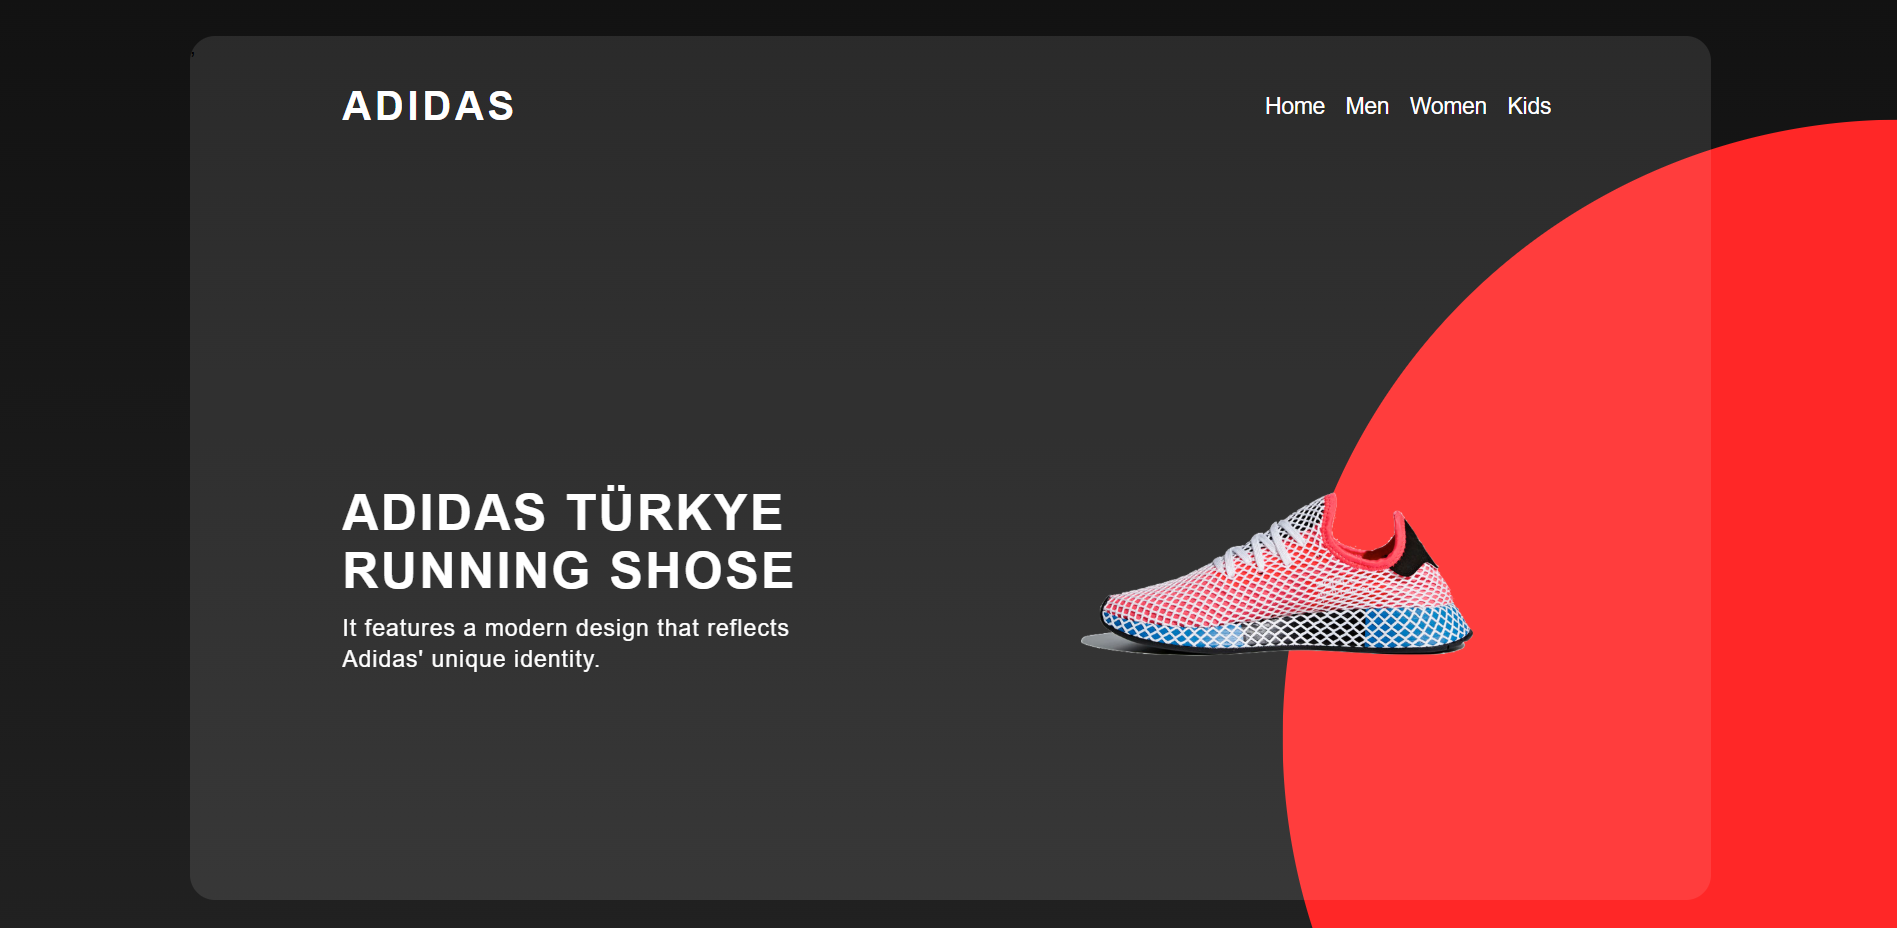 ADIDAS
Home Men Women Kids
ADIDAS TÜRKYE
RUNNING SHOSE
It features a modern design that reflects
Adidas' unique identity.